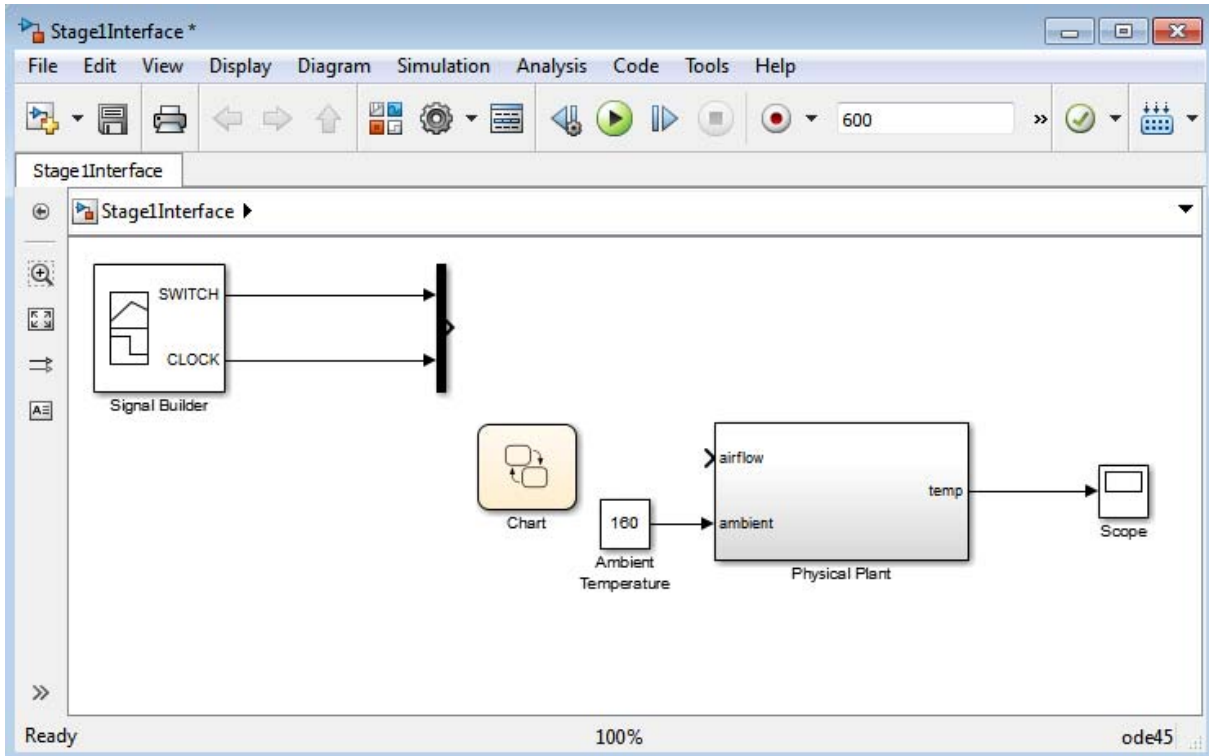 Stage1Interface *
File Edit View Display Diagram Simulation Analysis Code Tools Help
600
Stage1Interface
Stage1Interface
SWITCH
CLOCK
Signal Builder
Chart
160
Ambient
Temperature
airflow
ambient
temp
Physical Plant
Scope
Ready 100% ode45